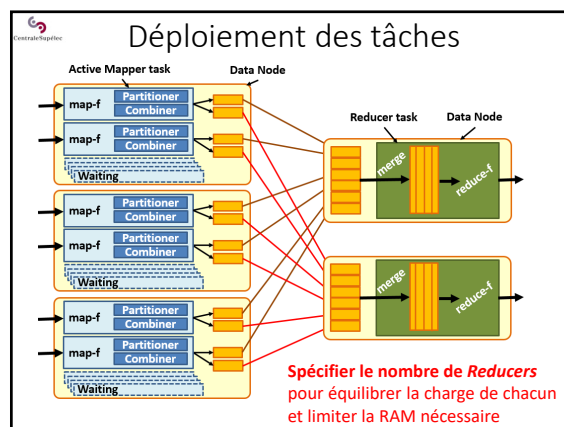 CentraleSupélec
Déploiement des tâches
Active Mapper task
Data Node
map-f
Partitioner
Combiner
map-f
Partitioner
Combiner
Waiting
map-f
Partitioner
Combiner
map-f
Partitioner
Combiner
Waiting
map-f
Partitioner
Combiner
map-f
Partitioner
Combiner
Waiting
Reducer task
Data Node
merge
reduce-f
merge
reduce-f
Spécifier le nombre de Reducers
pour équilibrer la charge de chacun
et limiter la RAM nécessaire